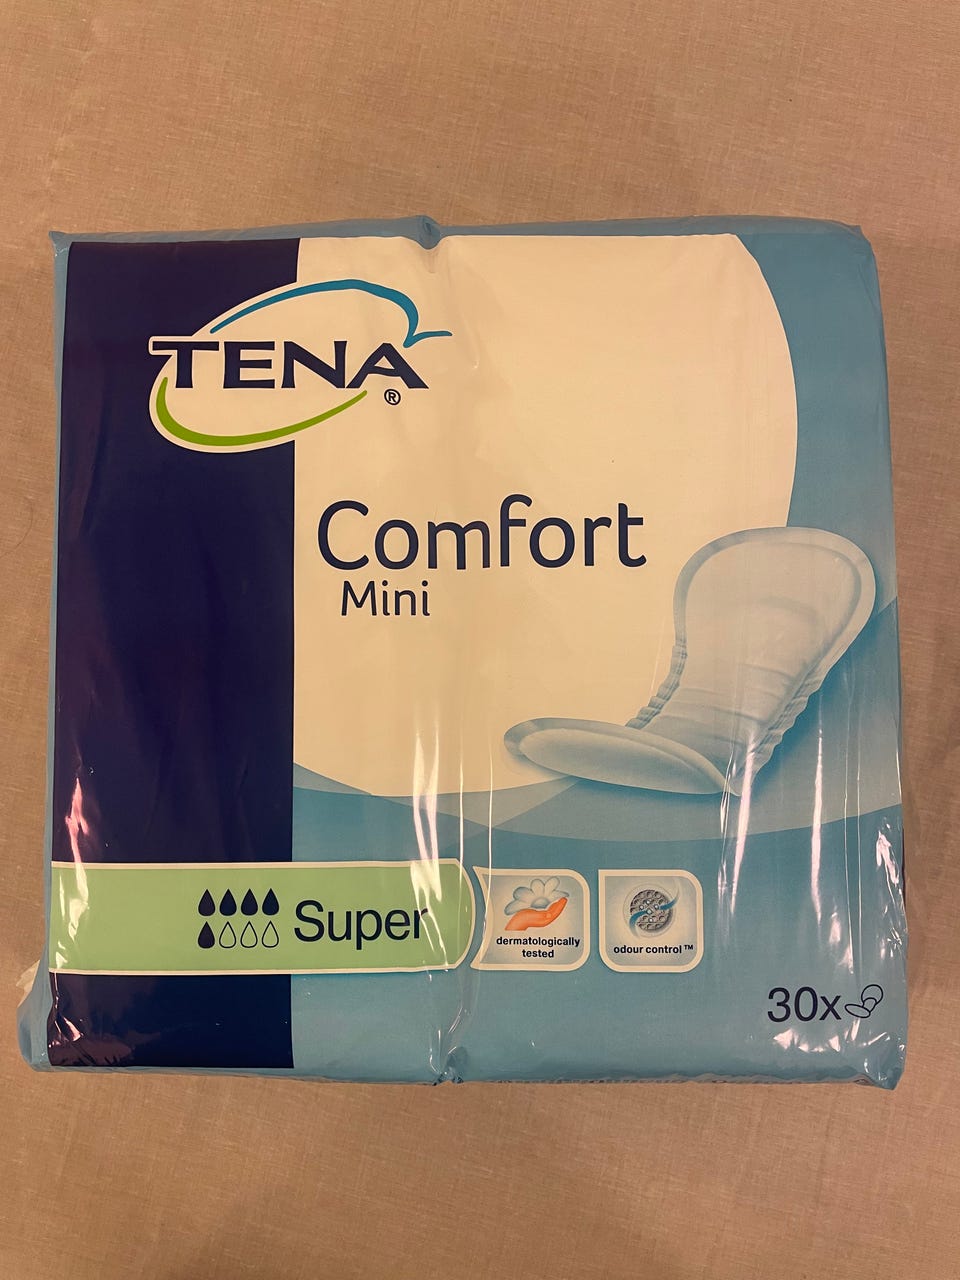 TENA
®
Comfort
Mini
Super
dermatologically
tested
odour control™
30x